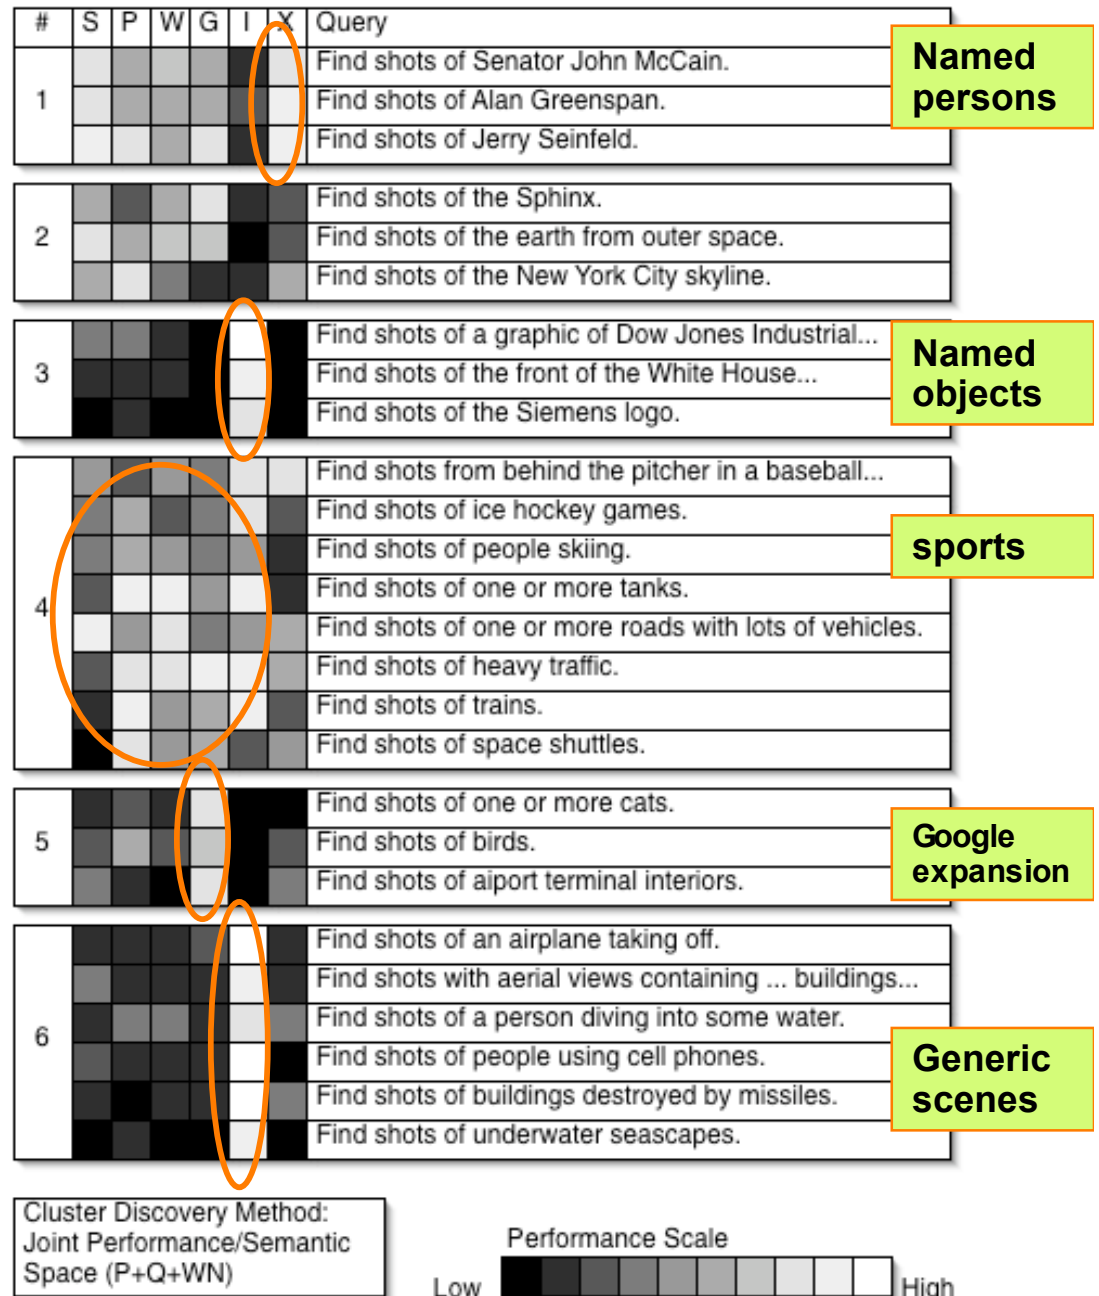 # S P W G I X Query
1
Find shots of Senator John McCain.
Find shots of Alan Greenspan.
Find shots of Jerry Seinfeld.
Named
persons
2
Find shots of the Sphinx.
Find shots of the earth from outer space.
Find shots of the New York City skyline.
3
Find shots of a graphic of Dow Jones Industrial...
Find shots of the front of the White House...
Find shots of the Siemens logo.
Named
objects
4
Find shots from behind the pitcher in a baseball...
Find shots of ice hockey games.
Find shots of people skiing.
Find shots of one or more tanks.
Find shots of one or more roads with lots of vehicles.
Find shots of heavy traffic.
Find shots of trains.
Find shots of space shuttles.
sports
5
Find shots of one or more cats.
Find shots of birds.
Find shots of aiport terminal interiors.
Google
expansion
6
Find shots of an airplane taking off.
Find shots with aerial views containing ... buildings...
Find shots of a person diving into some water.
Find shots of people using cell phones.
Find shots of buildings destroyed by missiles.
Find shots of underwater seascapes.
Generic
scenes
Cluster Discovery Method:
Joint Performance/Semantic
Space (P+Q+WN)
Performance Scale
Low High